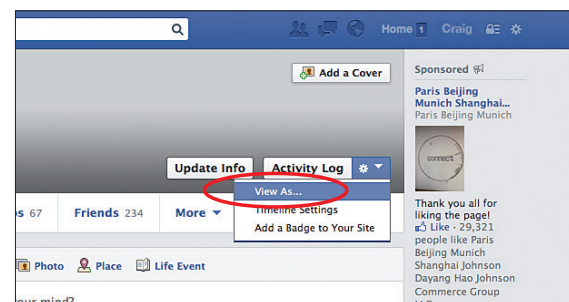 Home 1 Craig
Add a Cover
Update Info Activity Log
View As...
Timeline Settings
Add a Badge to Your Site
67 Friends 234 More
Photo Place Life Event
mind?
Sponsored
Paris Beijing
Munich Shanghai...
Paris Beijing Munich
connect
Thank you all for
liking the page!
Like · 29,321
people like Paris
Beijing Munich
Shanghai Johnson
Dayang Hao Johnson
Commerce Group